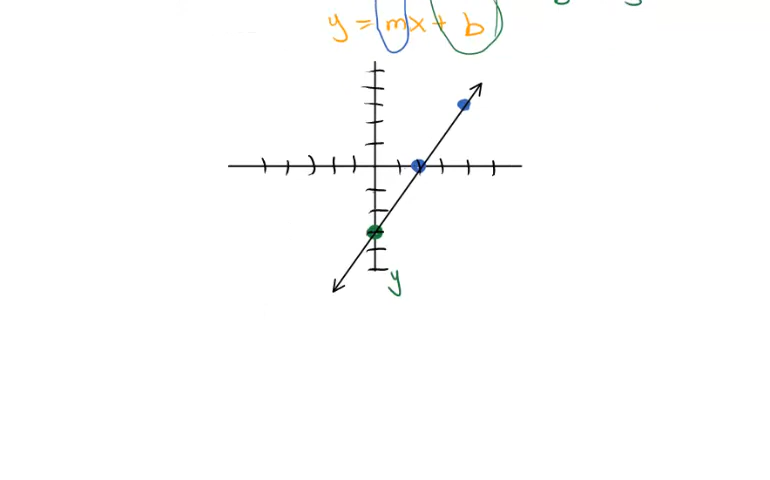 y = mx + b
y